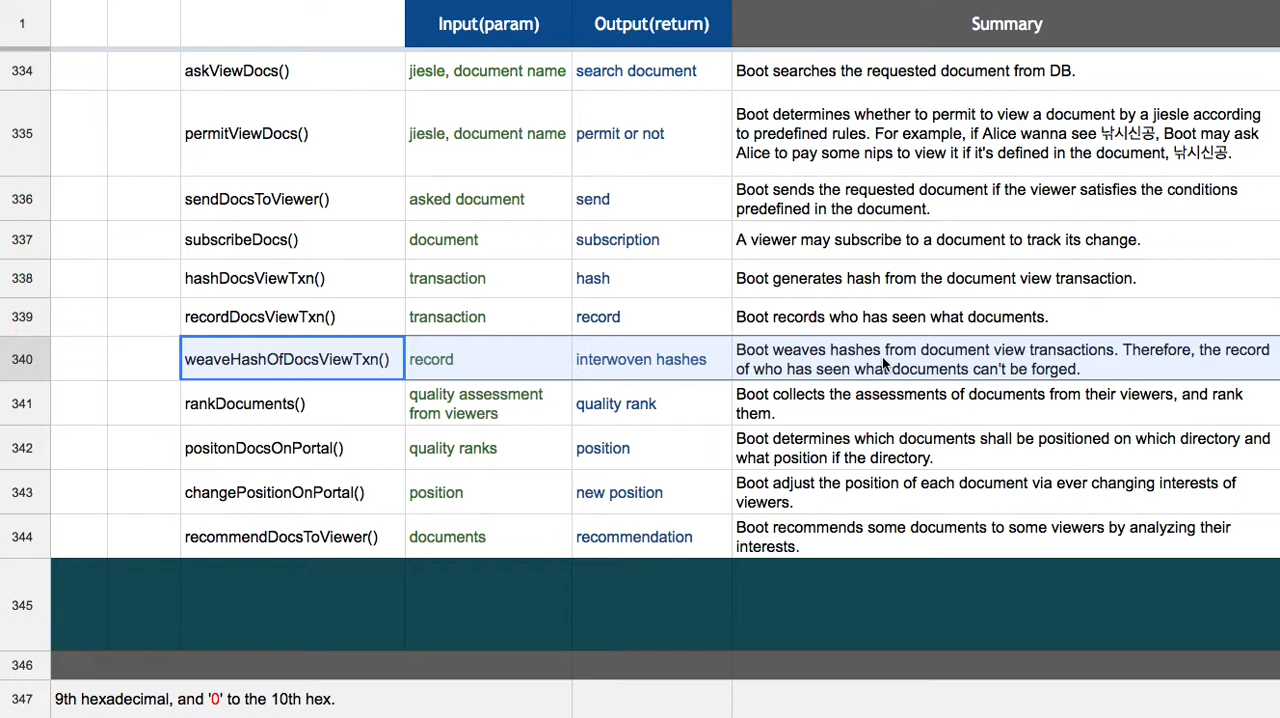 1 Input(param) Output(return) Summary
334 askViewDocs() jiesle, document name search document Boot searches the requested document from DB.
335 permitViewDocs() jiesle, document name permit or not Boot determines whether to permit to view a document by a jiesle according
to predefined rules. For example, if Alice wanna see 낚시신공, Boot may ask
Alice to pay some nips to view it if it's defined in the document, 낚시신공.
336 sendDocsToViewer() asked document send Boot sends the requested document if the viewer satisfies the conditions
predefined in the document.
337 subscribeDocs() document subscription A viewer may subscribe to a document to track its change.
338 hashDocsViewTxn() transaction hash Boot generates hash from the document view transaction.
339 recordDocsViewTxn() transaction record Boot records who has seen what documents.
340 weaveHashOfDocsViewTxn() record interwoven hashes Boot weaves hashes from document view transactions. Therefore, the record
of who has seen what documents can't be forged.
341 rankDocuments() quality assessment
from viewers quality rank Boot collects the assessments of documents from their viewers, and rank
them.
342 positonDocsOnPortal() quality ranks position Boot determines which documents shall be positioned on which directory and
what position if the directory.
343 changePositionOnPortal() position new position Boot adjust the position of each document via ever changing interests of
viewers.
344 recommendDocsToViewer() documents recommendation Boot recommends some documents to some viewers by analyzing their
interests.
345
346
347 9th hexadecimal, and '0' to the 10th hex.